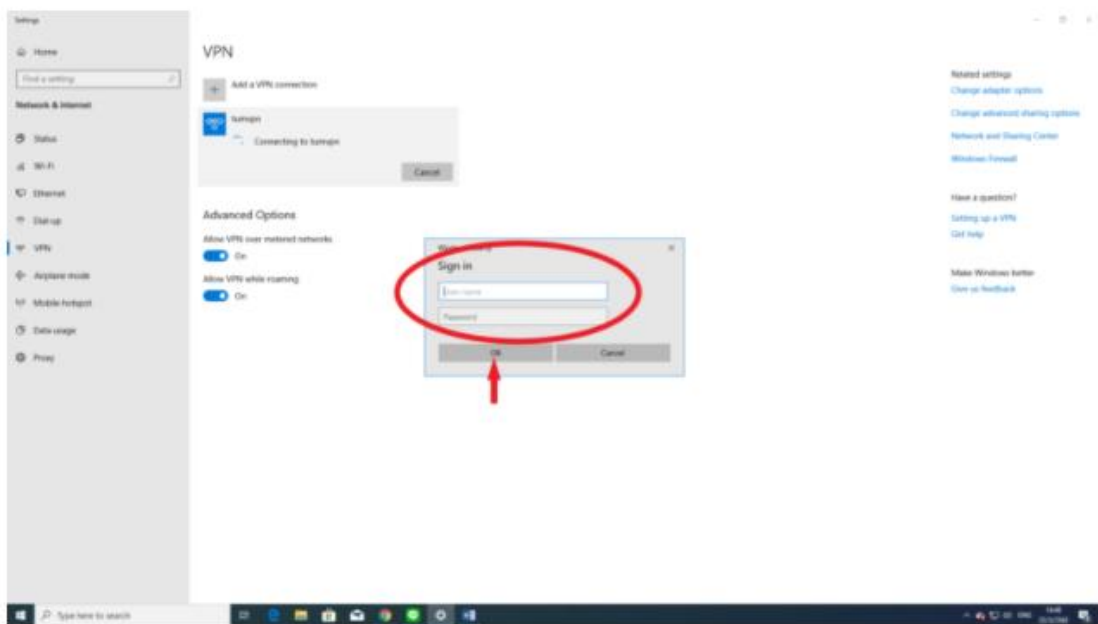 Settings
Home
Find a setting
Network & Internet
Status
Wi-Fi
Ethernet
Dial-up
VPN
Airplane mode
Mobile hotspot
Data usage
Proxy
VPN
Add a VPN connection
Connecting to
Cancel
Advanced Options
Allow VPN over metered networks
On
Allow VPN while roaming
On
Sign in
User name
Password
OK
Cancel
Related settings
Change adapter options
Change advanced sharing options
Network and Sharing Center
Windows Firewall
Have a question?
Setting up a VPN
Get help
Make Windows better
Give us feedback
Type here to search
ENG